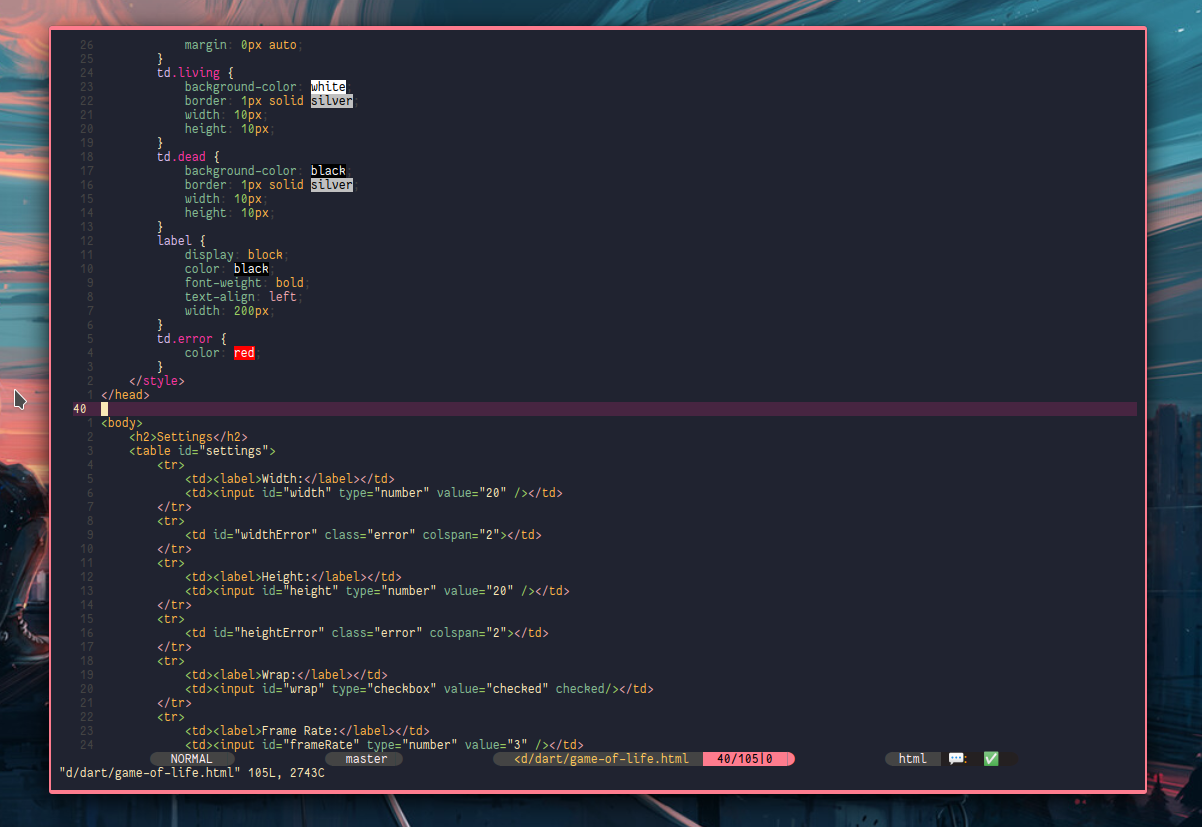 26 margin: 0px auto;
25 }
24 td.living {
23 background-color: white
22 border: 1px solid silver;
21 width: 10px;
20 height: 10px;
19 }
18 td.dead {
17 background-color: black
16 border: 1px solid silver;
15 width: 10px;
14 height: 10px;
13 }
12 label {
11 display: block;
10 color: black;
9 font-weight: bold;
8 text-align: left;
7 width: 200px;
6 }
5 td.error {
4 color: red;
3 }
2 </style>
1 </head>
40
1 <body>
2 <h2>Settings</h2>
3 <table id="settings">
4 <tr>
5 <td><label>Width:</label></td>
6 <td><input id="width" type="number" value="20" /></td>
7 </tr>
8 <tr>
9 <td id="widthError" class="error" colspan="2"></td>
10 </tr>
11 <tr>
12 <td><label>Height:</label></td>
13 <td><input id="height" type="number" value="20" /></td>
14 </tr>
15 <tr>
16 <td id="heightError" class="error" colspan="2"></td>
17 </tr>
18 <tr>
19 <td><label>Wrap:</label></td>
20 <td><input id="wrap" type="checkbox" value="checked" checked/></td>
21 </tr>
22 <tr>
23 <td><label>Frame Rate:</label></td>
24 <td><input id="frameRate" type="number" value="3" /></td>
NORMAL master <d/dart/game-of-life.html 40/105|0 html 💬: ✅
"d/dart/game-of-life.html" 105L, 2743C